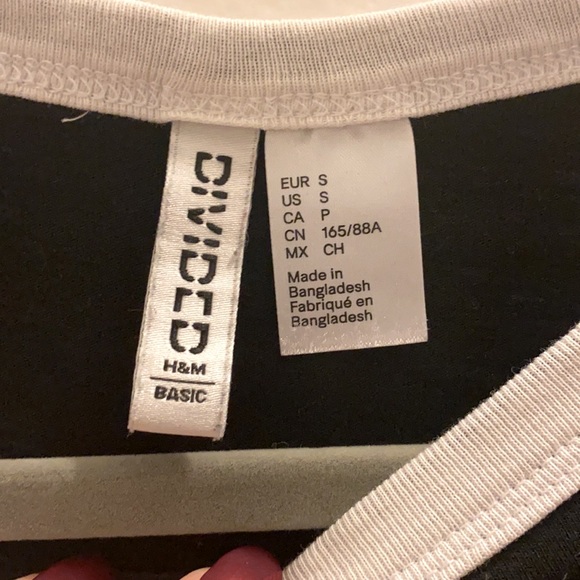 DIVIDED
H&M
BASIC
EUR S
US S
CA P
CN 165/88A
MX CH
Made in
Bangladesh
Fabriqué en
Bangladesh